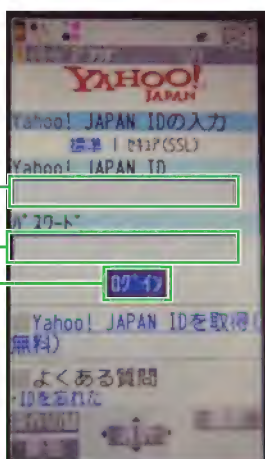 YAHOO!
JAPAN
Yahoo! JAPAN IDの入力
標準 | ｾｷｭｱ(SSL)
Yahoo! JAPAN ID
ﾊﾟｽﾜｰﾄﾞ
ﾛｸﾞｲﾝ
Yahoo! JAPAN IDを取得(
無料)
よくある質問
・IDを忘れた